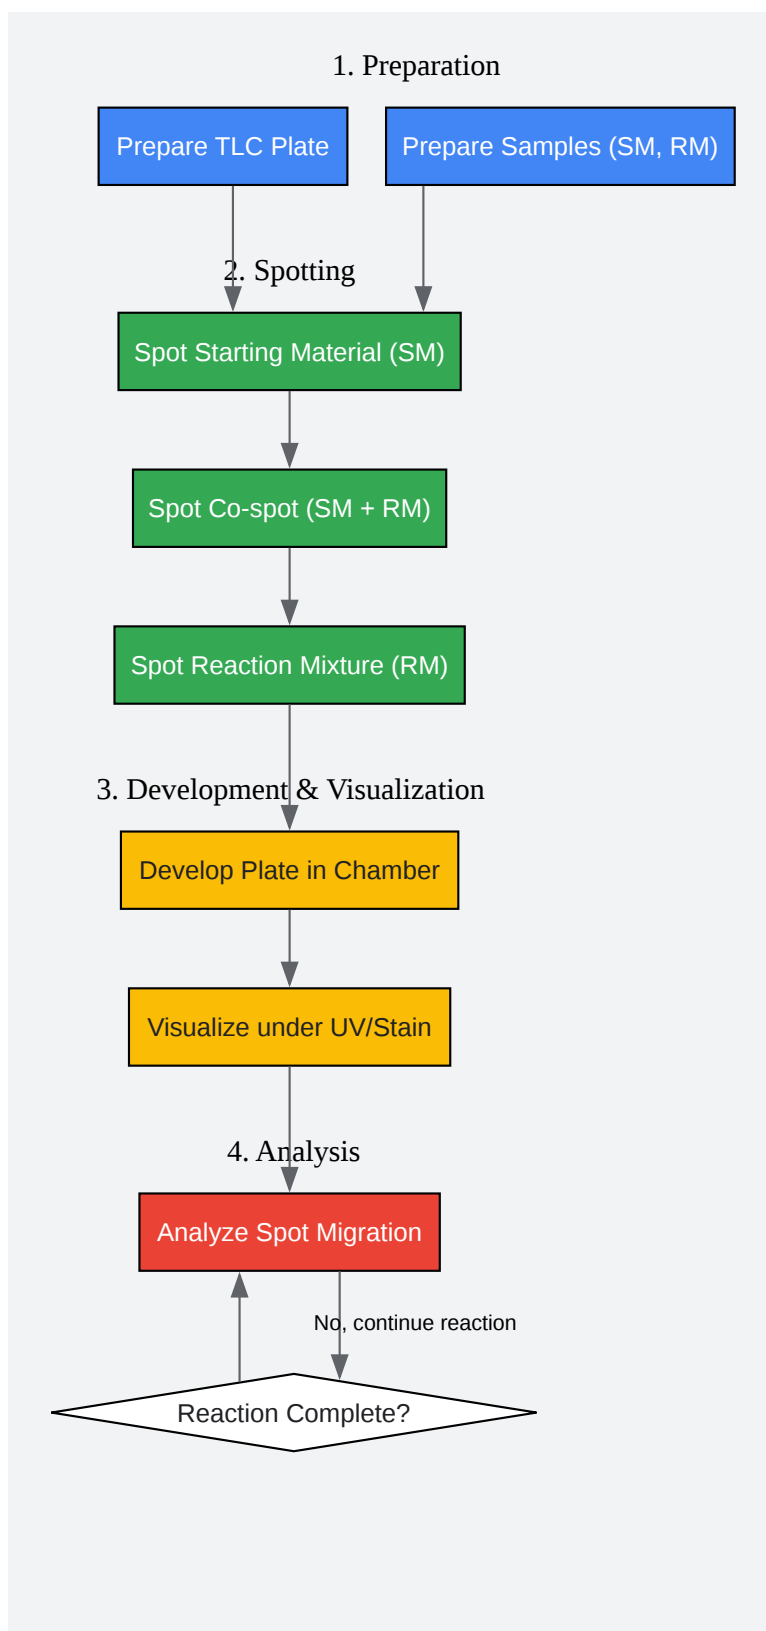 1. Preparation
Prepare TLC Plate
Prepare Samples (SM, RM)
2. Spotting
Spot Starting Material (SM)
Spot Co-spot (SM + RM)
Spot Reaction Mixture (RM)
3. Development & Visualization
Develop Plate in Chamber
Visualize under UV/Stain
4. Analysis
Analyze Spot Migration
No, continue reaction
Reaction Complete?